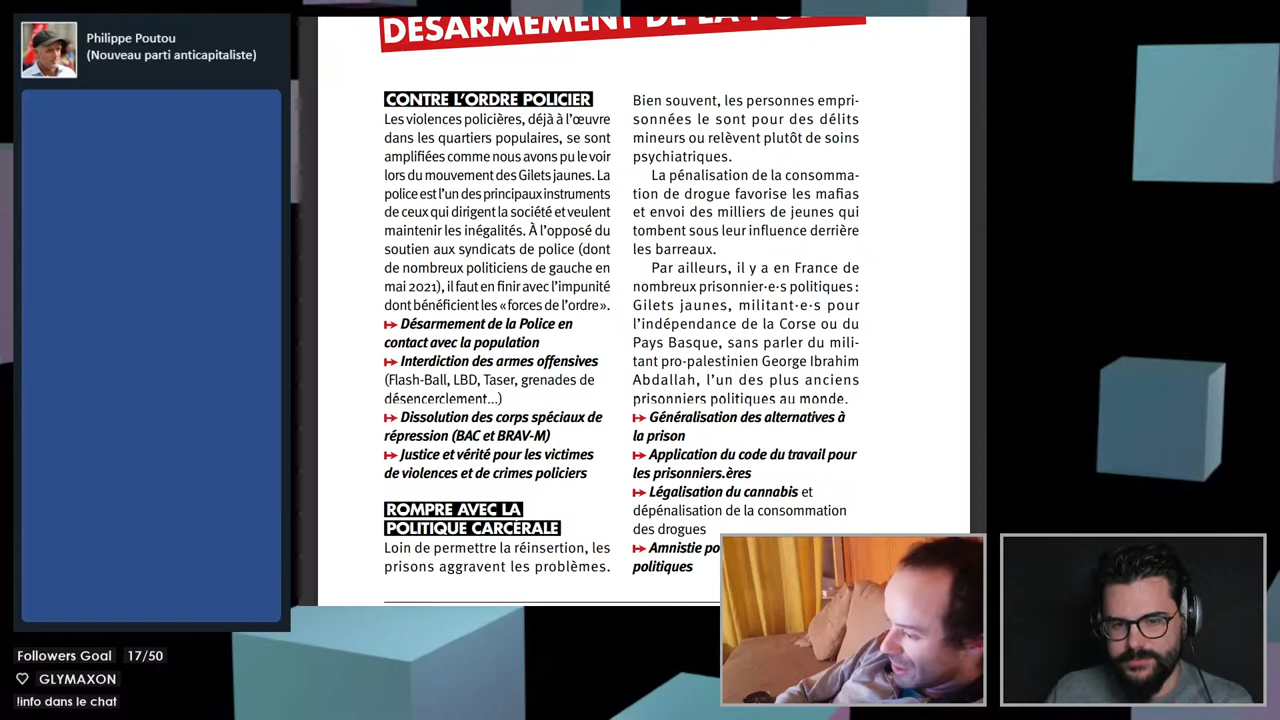 Philippe Poutou
(Nouveau parti anticapitaliste)
DÉSARMEMENT DE LA
CONTRE L'ORDRE POLICIER
Les violences policières, déjà à l'œuvre
dans les quartiers populaires, se sont
amplifiées comme nous avons pu le voir
lors du mouvement des Gilets jaunes. La
police est l'un des principaux instruments
de ceux qui dirigent la société et veulent
maintenir les inégalités. À l'opposé du
soutien aux syndicats de police (dont
de nombreux politiciens de gauche en
mai 2021), il faut en finir avec l'impunité
dont bénéficient les « forces de l'ordre ».
↦ Désarmement de la Police en
contact avec la population
↦ Interdiction des armes offensives
(Flash-Ball, LBD, Taser, grenades de
désencerclement...)
↦ Dissolution des corps spéciaux de
répression (BAC et BRAV-M)
↦ Justice et vérité pour les victimes
de violences et de crimes policiers
ROMPRE AVEC LA
POLITIQUE CARCÉRALE
Loin de permettre la réinsertion, les
prisons aggravent les problèmes.
Bien souvent, les personnes empri-
sonnées le sont pour des délits
mineurs ou relèvent plutôt de soins
psychiatriques.
La pénalisation de la consomma-
tion de drogue favorise les mafias
et envoi des milliers de jeunes qui
tombent sous leur influence derrière
les barreaux.
Par ailleurs, il y a en France de
nombreux prisonnier·e·s politiques :
Gilets jaunes, militant·e·s pour
l'indépendance de la Corse ou du
Pays Basque, sans parler du mili-
tant pro-palestinien George Ibrahim
Abdallah, l'un des plus anciens
prisonniers politiques au monde.
↦ Généralisation des alternatives à
la prison
↦ Application du code du travail pour
les prisonniers.ères
↦ Légalisation du cannabis et
dépénalisation de la consommation
des drogues
↦ Amnistie
politiques
Followers Goal 17/50
GLYMAXON
!info dans le chat